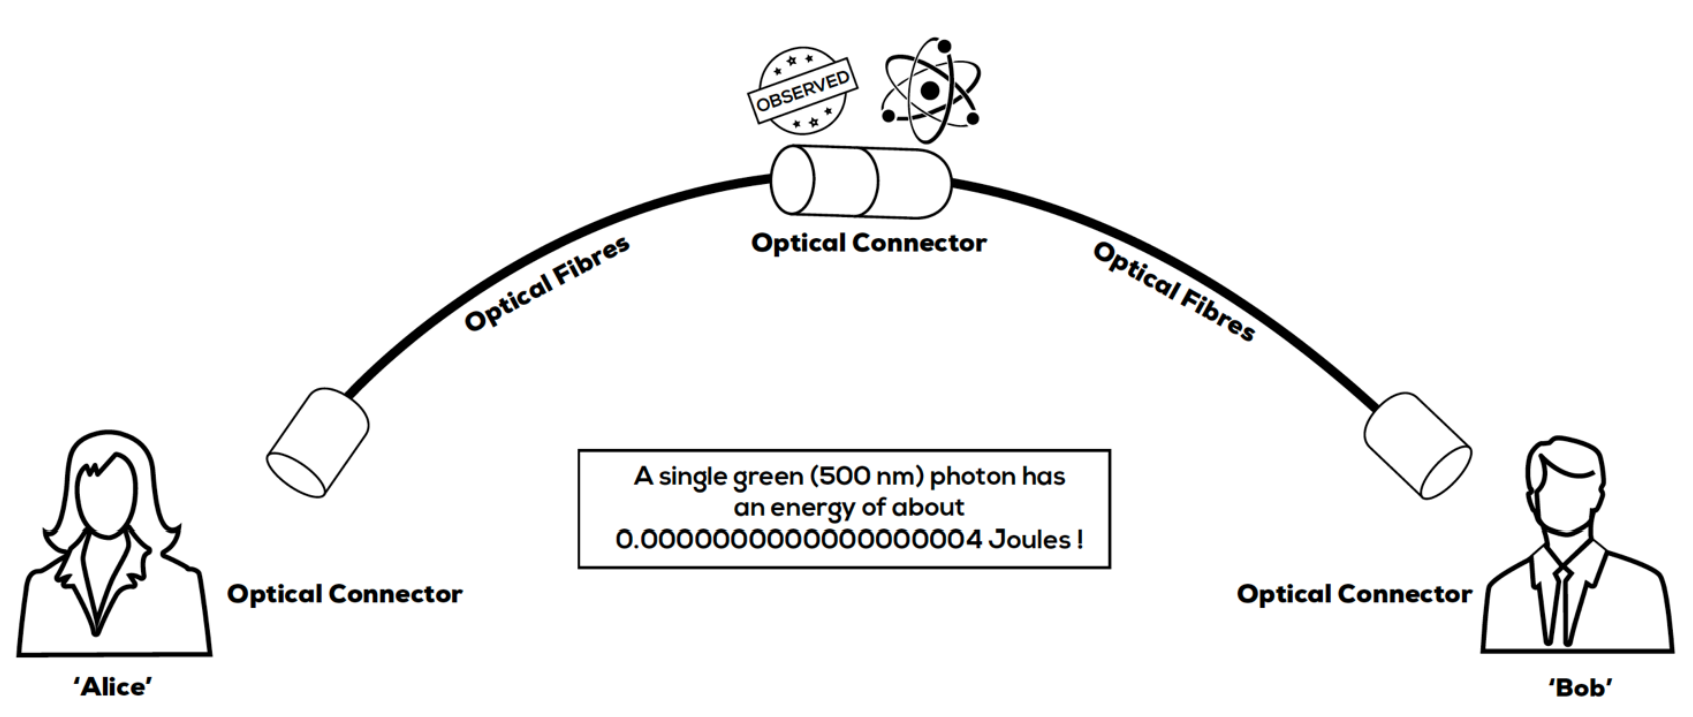 OBSERVED
Optical Connector
Optical Fibres
Optical Fibres
A single green (500 nm) photon has
an energy of about
0.0000000000000000004 Joules !
Optical Connector
Optical Connector
‘Alice’
‘Bob’